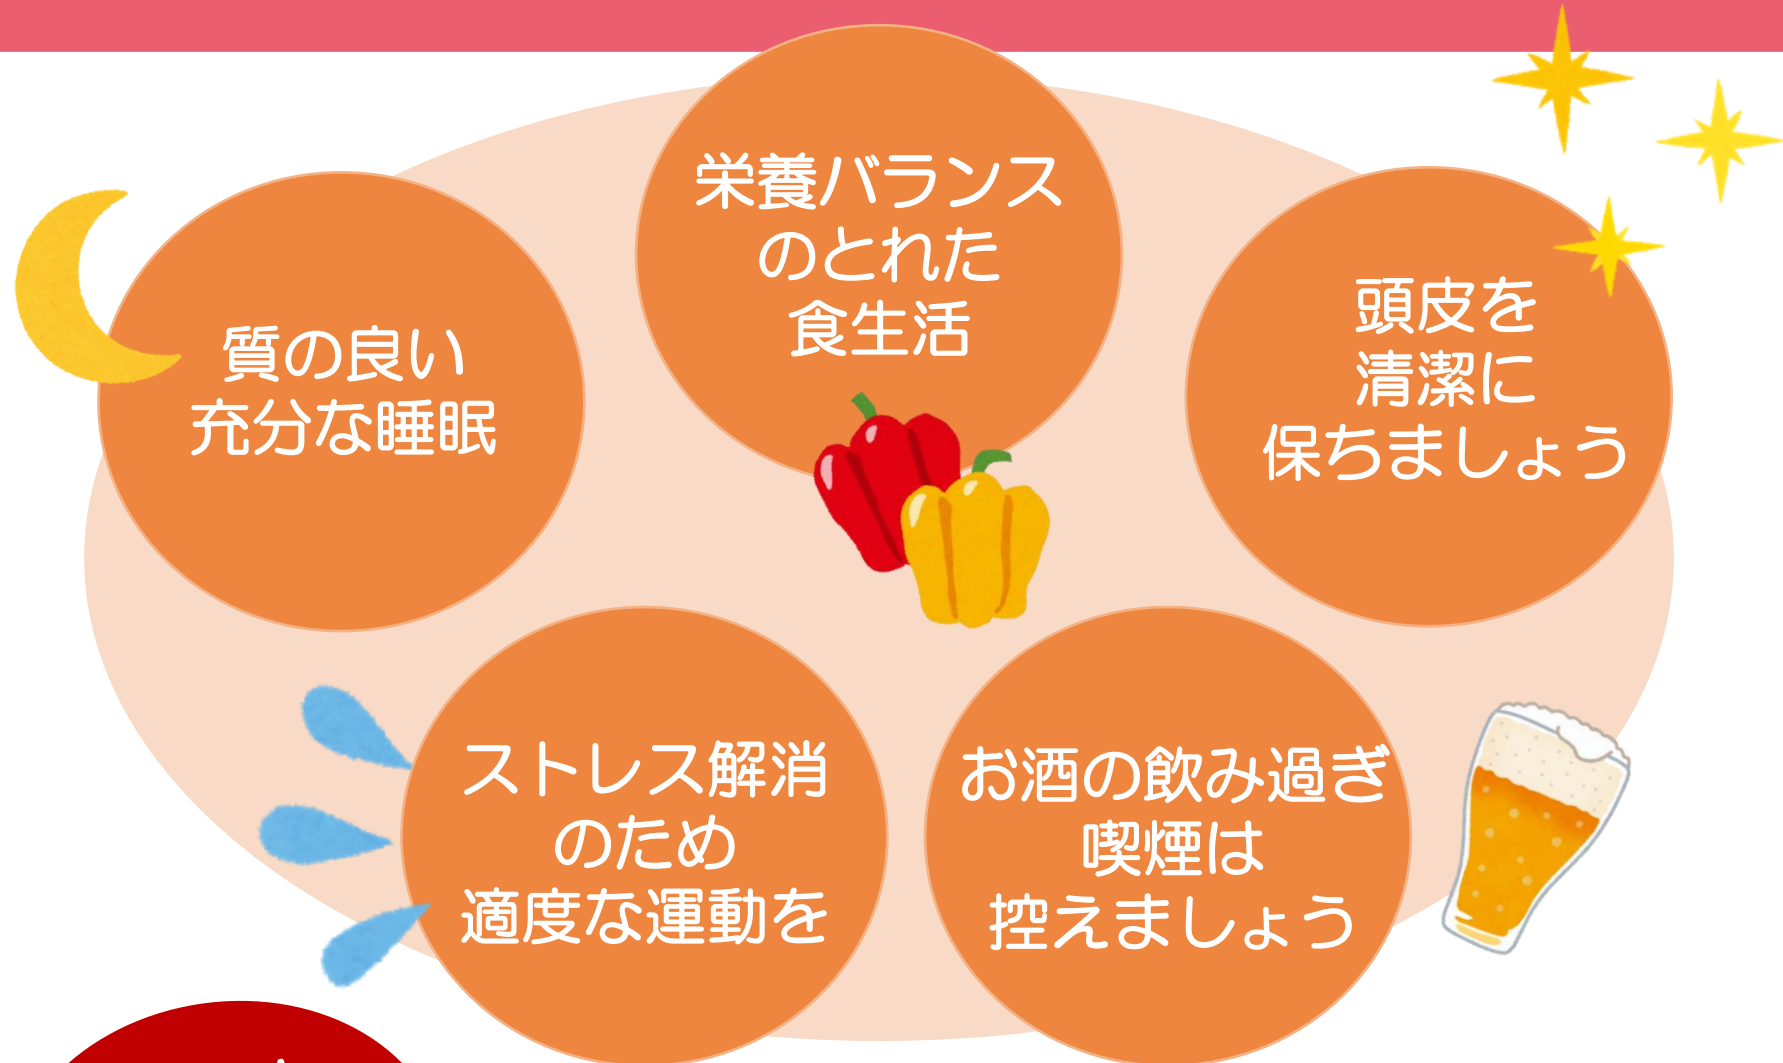 栄養バランス
のとれた
食生活
質の良い
充分な睡眠
頭皮を
清潔に
保ちましょう
ストレス解消
のため
適度な運動を
お酒の飲み過ぎ
喫煙は
控えましょう